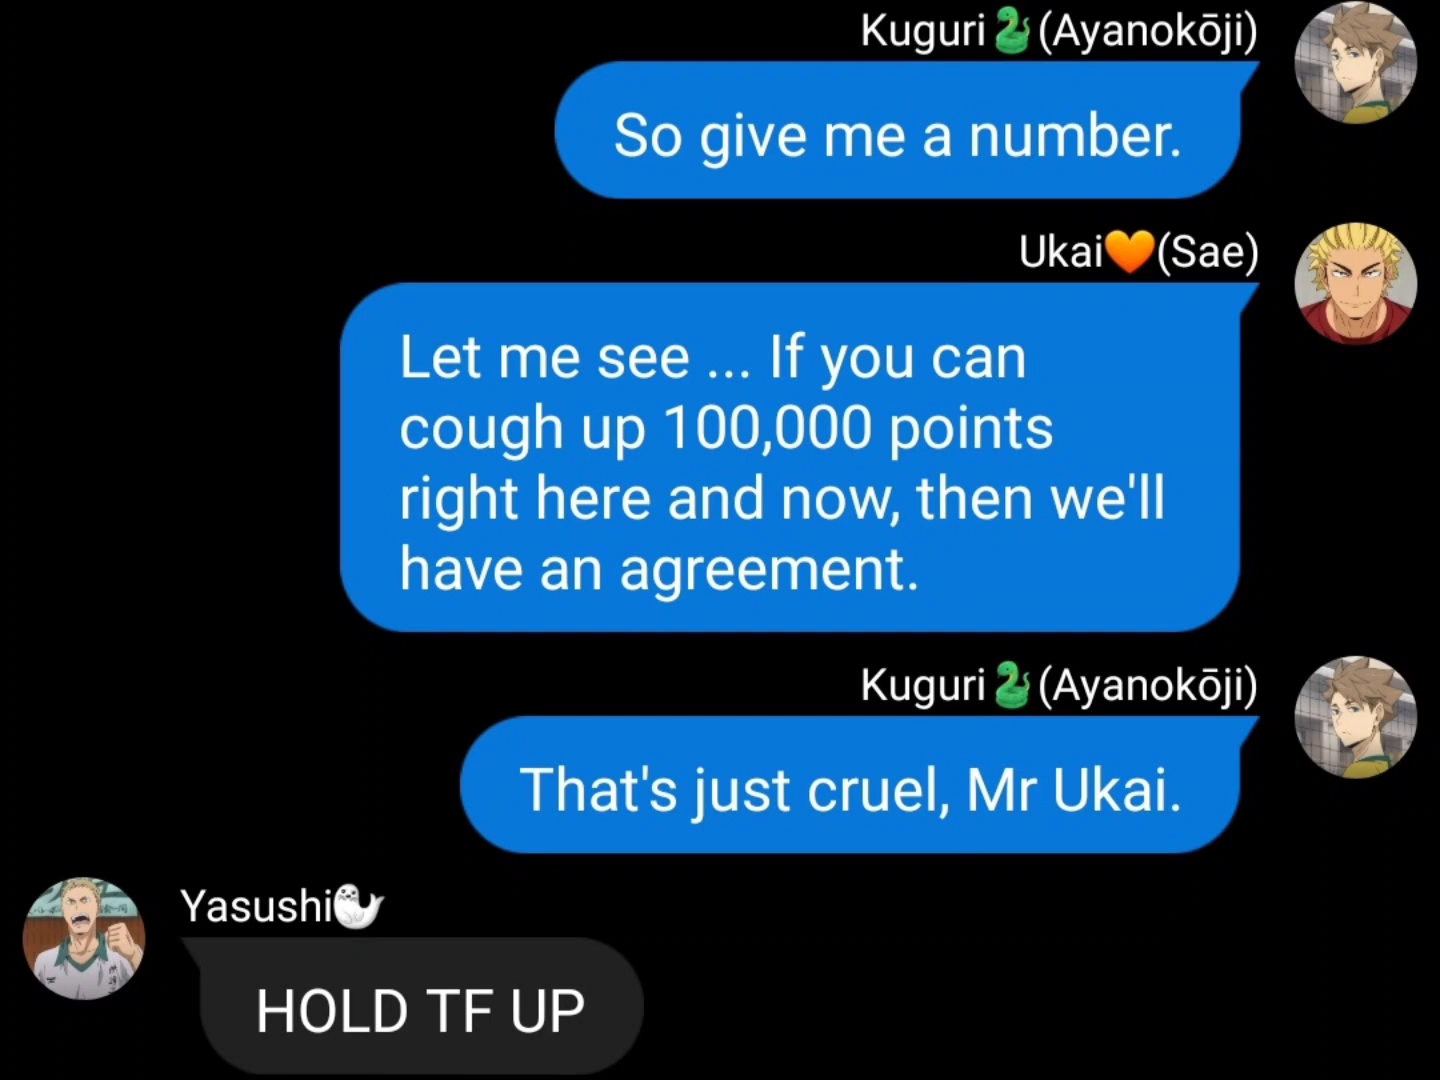 Kuguri🐍(Ayanokōji)
So give me a number.
Ukai🧡(Sae)
Let me see ... If you can
cough up 100,000 points
right here and now, then we'll
have an agreement.
Kuguri🐍(Ayanokōji)
That's just cruel, Mr Ukai.
Yasushi🦭
HOLD TF UP